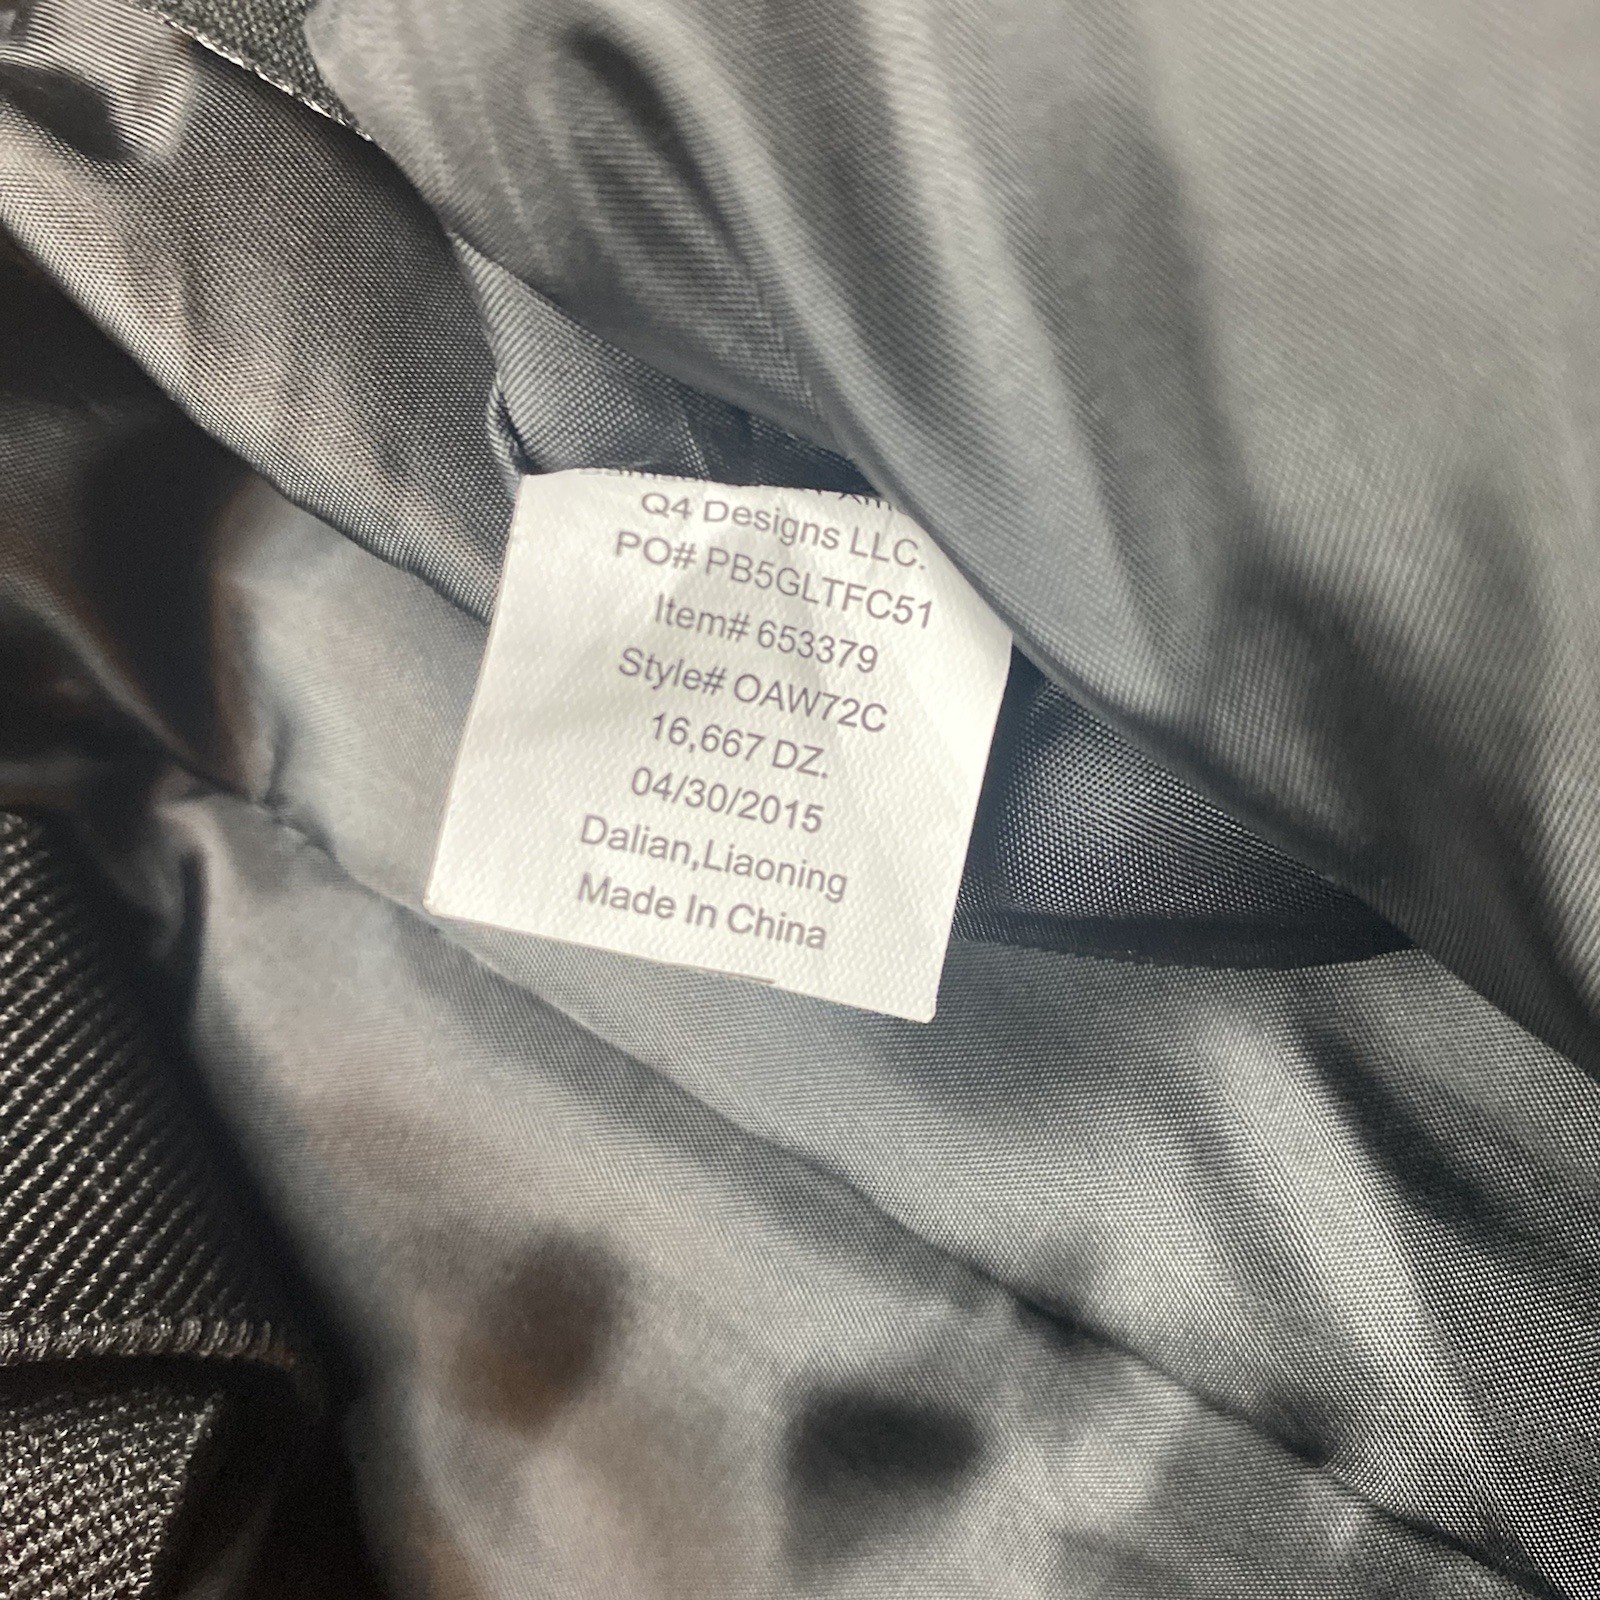 Q4 Designs LLC.
PO# PB5GLTFC51
Item# 653379
Style# OAW72C
16,667 DZ.
04/30/2015
Dalian,Liaoning
Made In China